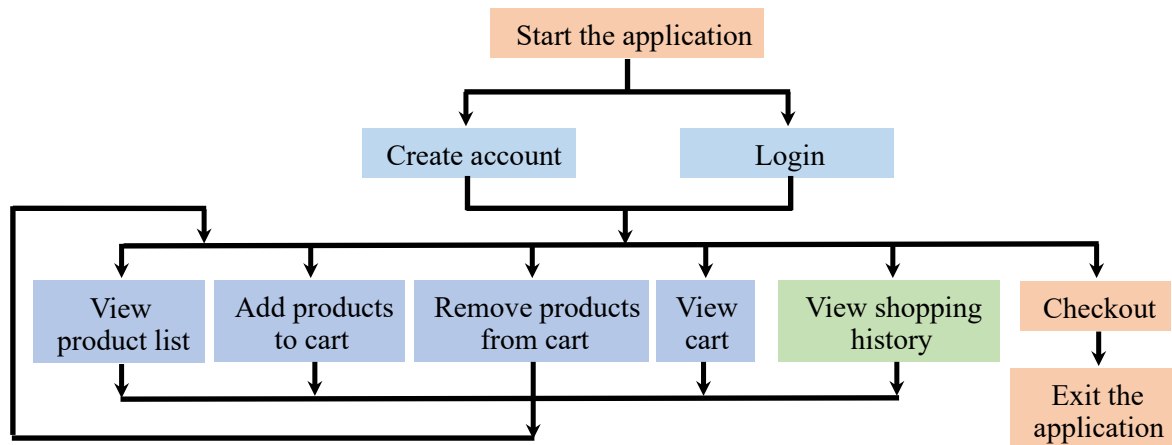 Start the application
Create account
Login
View
product list
Add products
to cart
Remove products
from cart
View
cart
View shopping
history
Checkout
Exit the
application